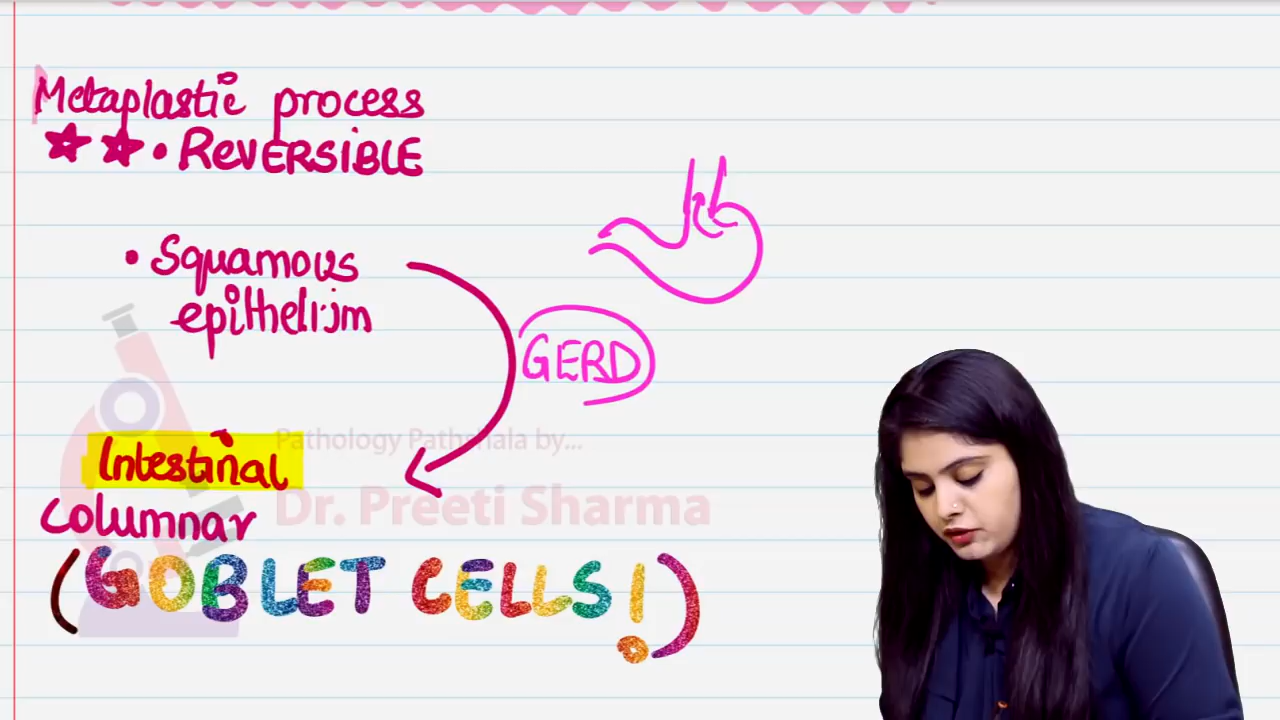 Metaplastic process
• REVERSIBLE
• Squamous
epithelium
GERD
Pathology Pathshala by...
Intestinal
Dr. Preeti Sharma
columnar
(GOBLET CELLS!)